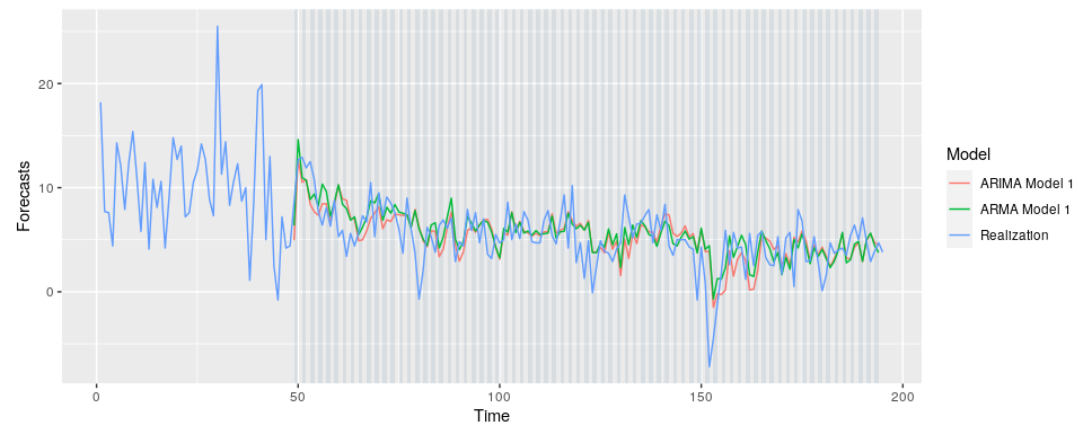 Forecasts
20
10
0
0
50
100
150
200
Time
Model
ARIMA Model 1
ARMA Model 1
Realization